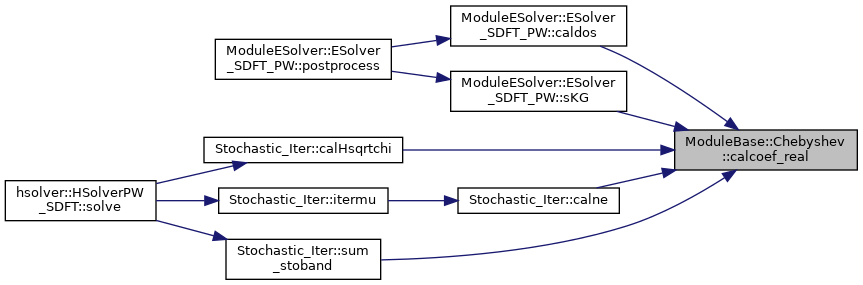 ModuleESolver::ESolver
_SDFT_PW::caldos
ModuleESolver::ESolver
_SDFT_PW::postprocess
ModuleESolver::ESolver
_SDFT_PW::sKG
ModuleBase::Chebyshev
::calcoef_real
Stochastic_Iter::calHsqrtchi
hsolver::HSolverPW
_SDFT::solve
Stochastic_Iter::itermu
Stochastic_Iter::calne
Stochastic_Iter::sum
_stoband